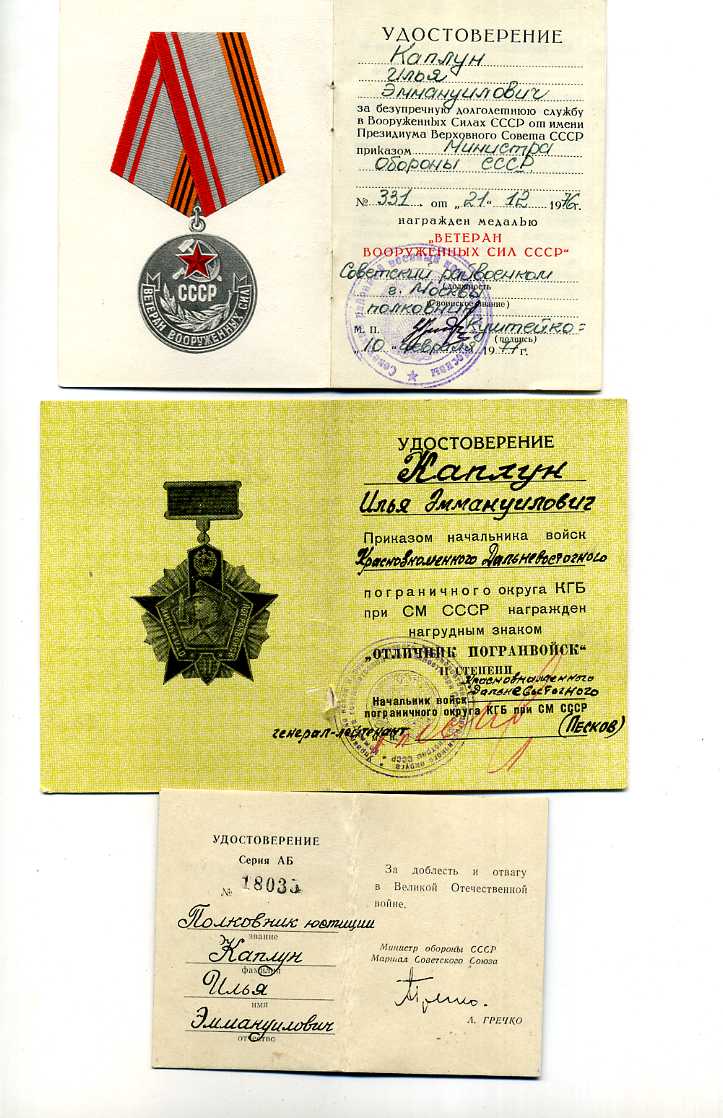 СССР
ВЕТЕРАН ВООРУЖЕННЫХ СИЛ
УДОСТОВЕРЕНИЕ
Каплун
Илья
Эммануилович
за безупречную долголетнюю службу
в Вооруженных Силах СССР от имени
Президиума Верховного Совета СССР
приказом Министра
Обороны СССР
№ 331 от „21" 12 1976г.
награжден медалью
„ВЕТЕРАН
ВООРУЖЕННЫХ СИЛ СССР"
Советский райвоенком
(должность
г. Москвы
(воинское звание)
полковник
Якуштейко
М. П.
(подпись)
„10" февраля 1977 г.
УДОСТОВЕРЕНИЕ
Каплун
Илья Эммануилович
Приказом начальника войск
Краснознаменного Дальневосточного
пограничного округа КГБ
при СМ СССР награжден
нагрудным знаком
„ОТЛИЧНИК ПОГРАНВОЙСК"
II СТЕПЕНИ
Краснознаменного
Дальневосточного
Начальник войск
пограничного округа КГБ при СМ СССР
генерал-лейтенант
(Песков)
УДОСТОВЕРЕНИЕ
Серия АБ
№ 18035
Полковник юстиции
звание
Каплун
фамилия
Илья
имя
Эммануилович
отчество
За доблесть и отвагу
в Великой Отечественной
войне.
Министр обороны СССР
Маршал Советского Союза
А. ГРЕЧКО